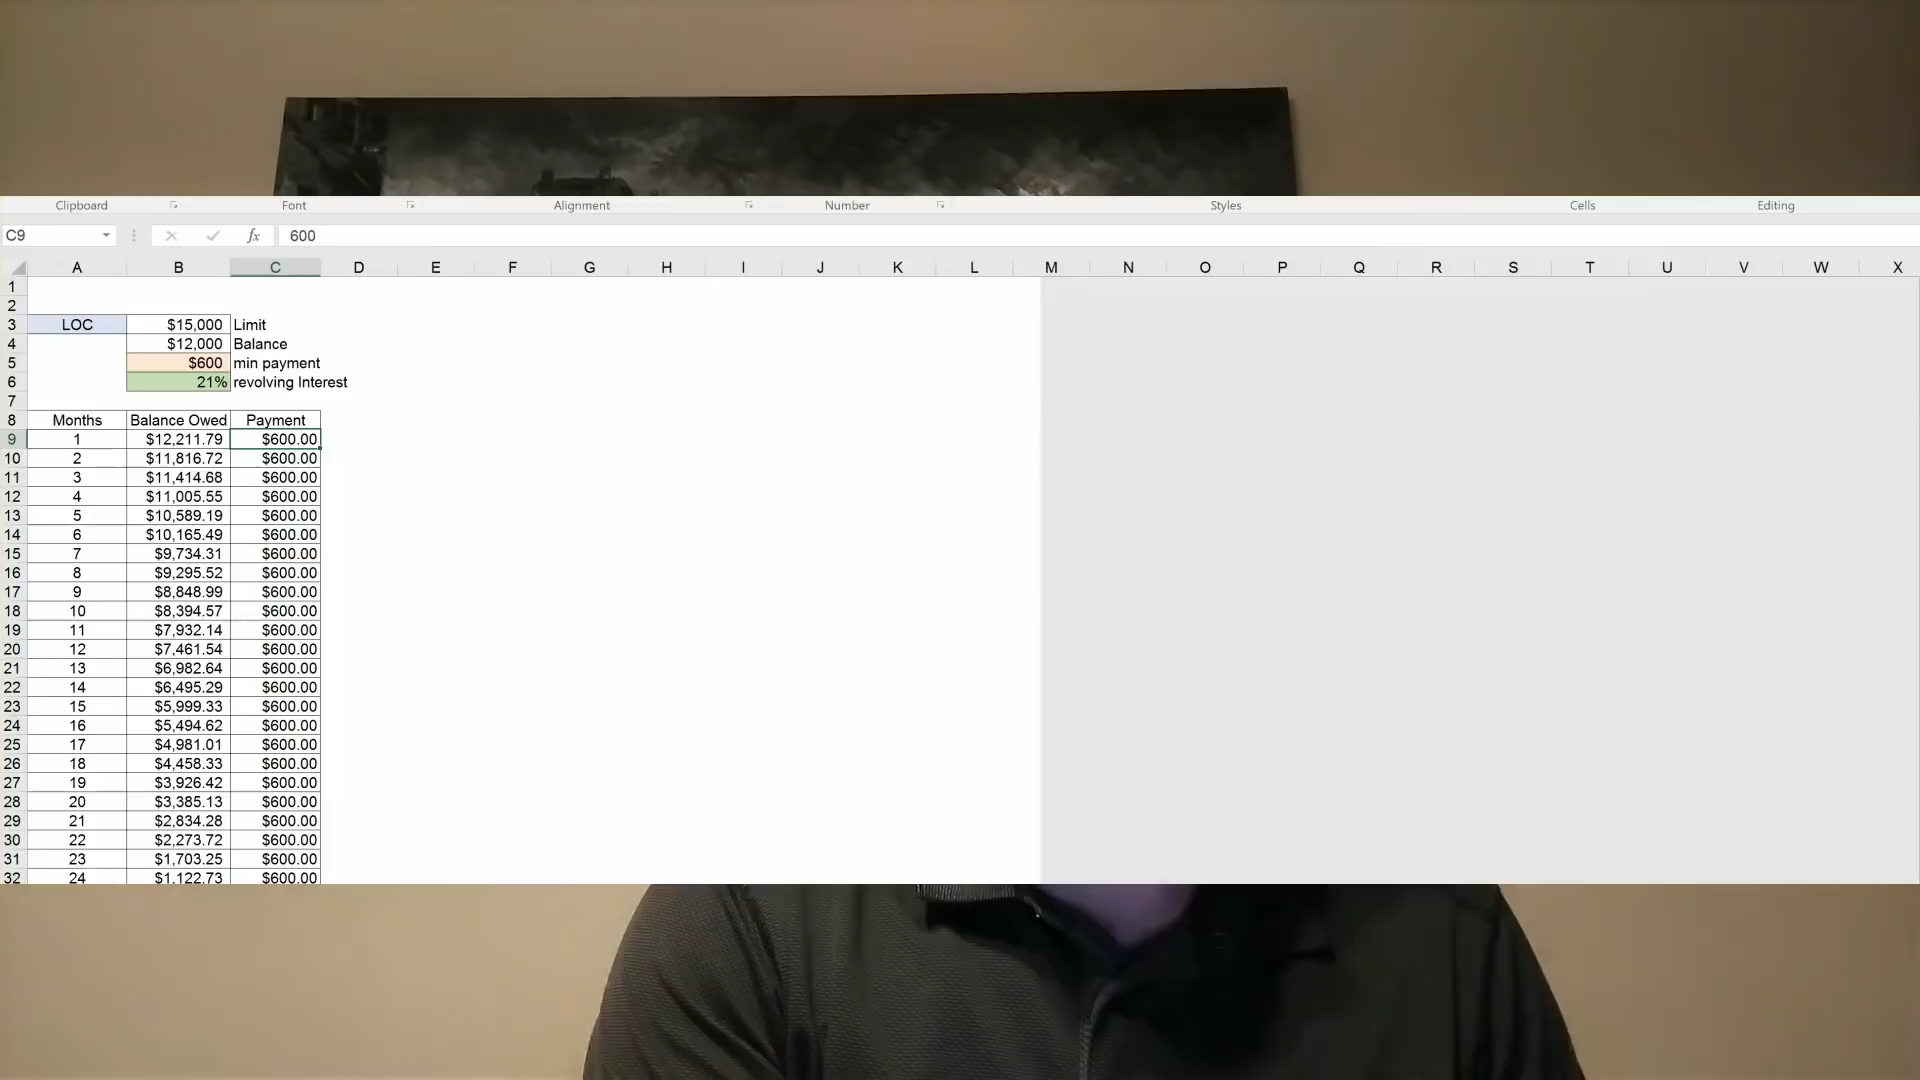 Clipboard Font Alignment Number Styles Cells Editing
C9 fx 600
A B C D E F G H I J K L M N O P Q R S T U V W X
1
2
3 LOC $15,000 Limit
4 $12,000 Balance
5 $600 min payment
6 21% revolving Interest
7
8 Months Balance Owed Payment
9 1 $12,211.79 $600.00
10 2 $11,816.72 $600.00
11 3 $11,414.68 $600.00
12 4 $11,005.55 $600.00
13 5 $10,589.19 $600.00
14 6 $10,165.49 $600.00
15 7 $9,734.31 $600.00
16 8 $9,295.52 $600.00
17 9 $8,848.99 $600.00
18 10 $8,394.57 $600.00
19 11 $7,932.14 $600.00
20 12 $7,461.54 $600.00
21 13 $6,982.64 $600.00
22 14 $6,495.29 $600.00
23 15 $5,999.33 $600.00
24 16 $5,494.62 $600.00
25 17 $4,981.01 $600.00
26 18 $4,458.33 $600.00
27 19 $3,926.42 $600.00
28 20 $3,385.13 $600.00
29 21 $2,834.28 $600.00
30 22 $2,273.72 $600.00
31 23 $1,703.25 $600.00
32 24 $1,122.73 $600.00